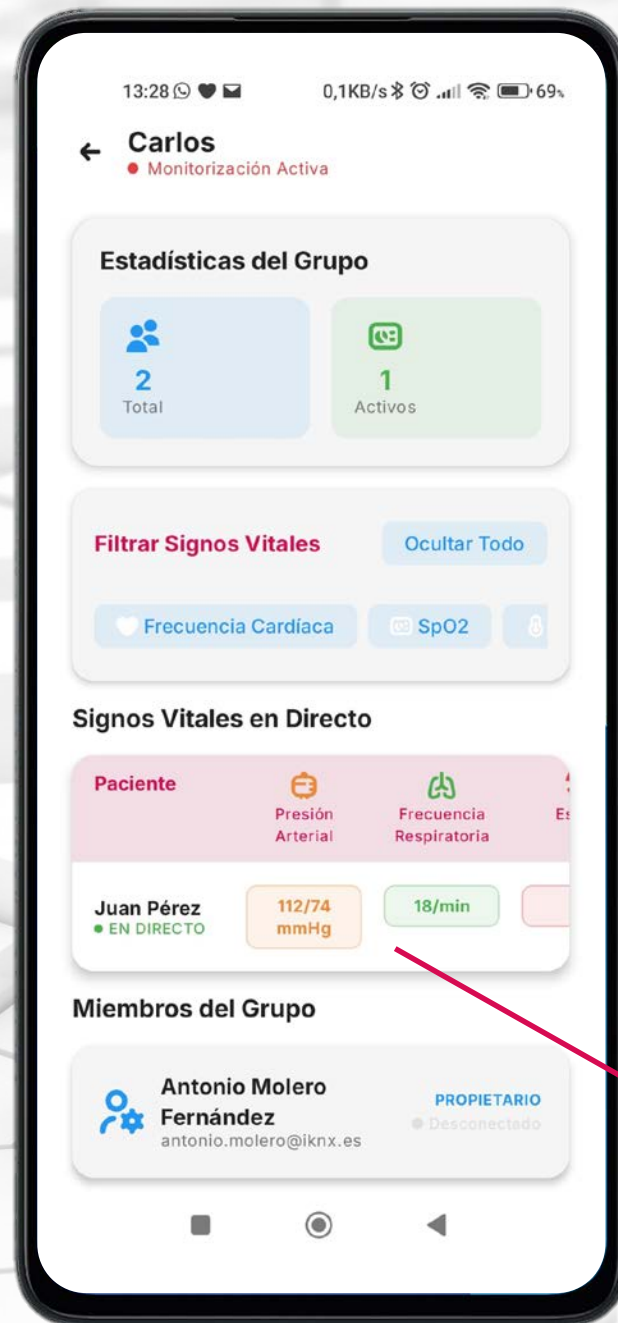 13:28 0,1KB/s 69%
Carlos
Monitorización Activa
Estadísticas del Grupo
2
Total
1
Activos
Filtrar Signos Vitales
Ocultar Todo
Frecuencia Cardíaca
SpO2
Signos Vitales en Directo
Paciente
Presión
Arterial
Frecuencia
Respiratoria
Juan Pérez
EN DIRECTO
112/74
mmHg
18/min
Miembros del Grupo
Antonio Molero
Fernández
antonio.molero@iknx.es
PROPIETARIO
Desconectado